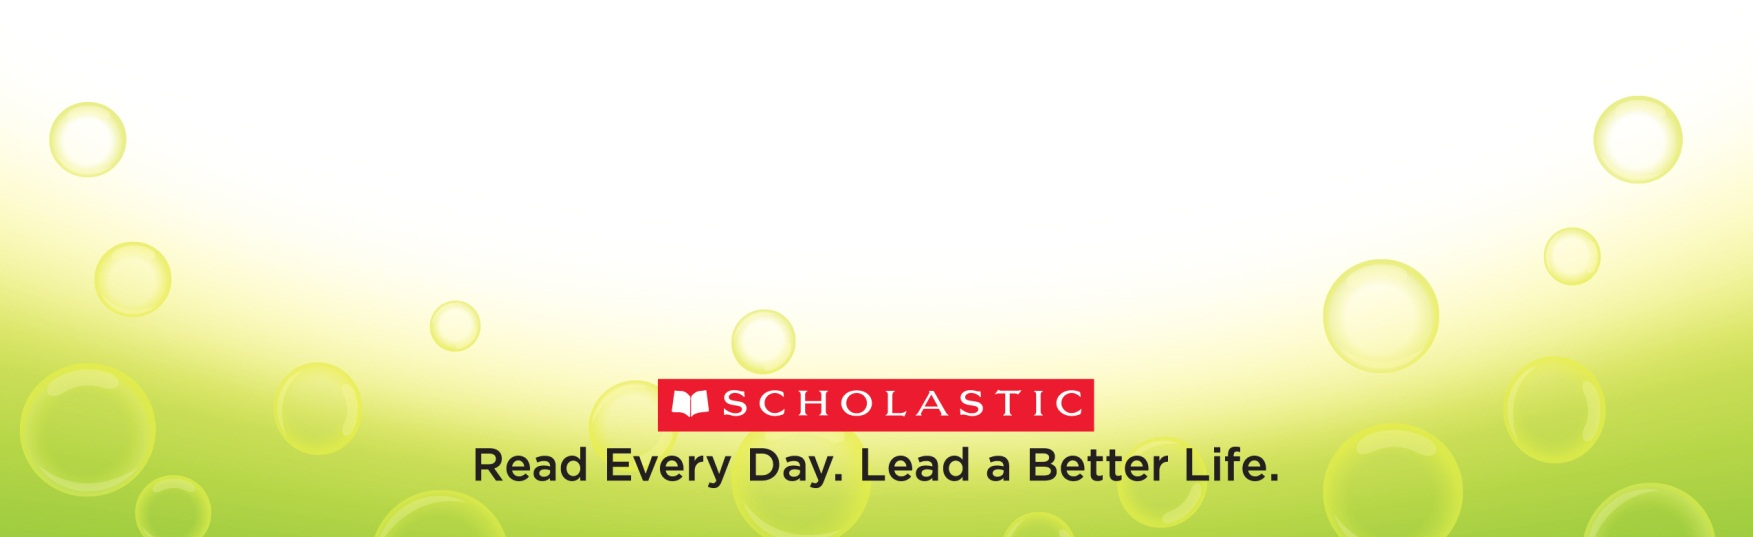 SCHOLASTIC
Read Every Day. Lead a Better Life.